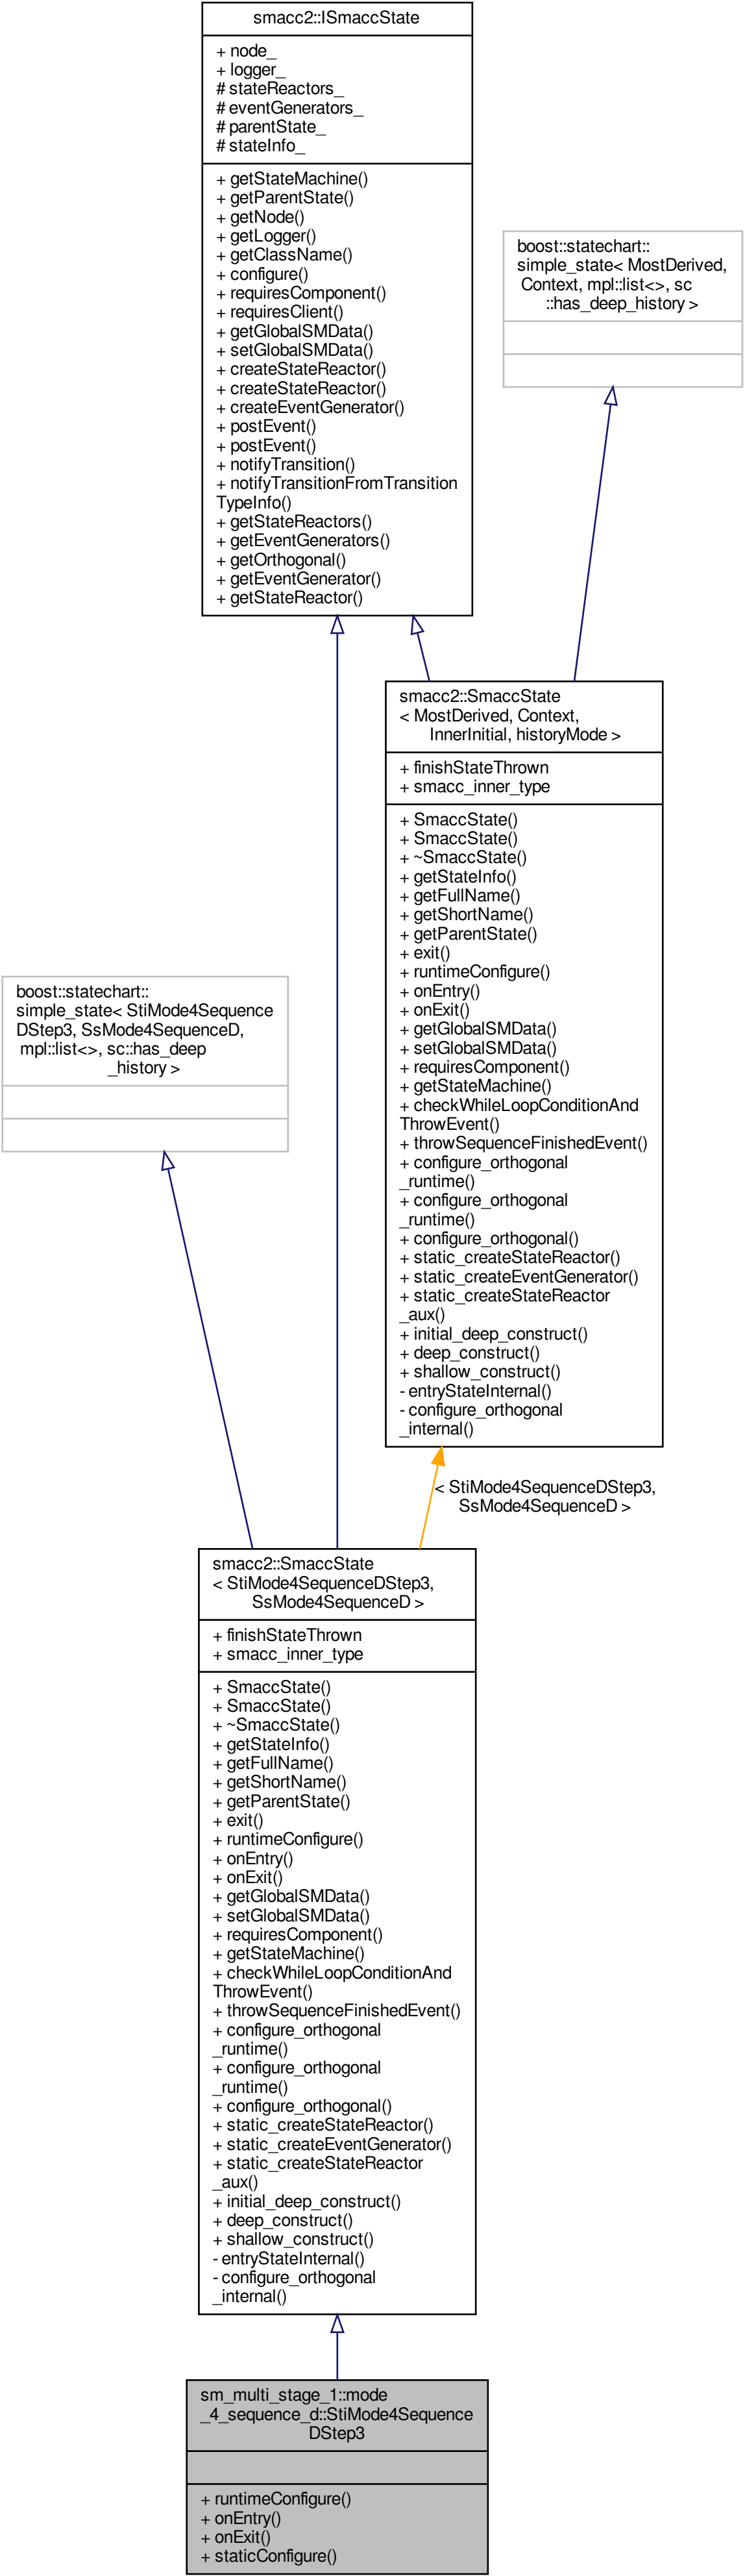 smacc2::ISmaccState
+ node_
+ logger_
# stateReactors_
# eventGenerators_
# parentState_
# stateInfo_
+ getStateMachine()
+ getParentState()
+ getNode()
+ getLogger()
+ getClassName()
+ configure()
+ requiresComponent()
+ requiresClient()
+ getGlobalSMData()
+ setGlobalSMData()
+ createStateReactor()
+ createStateReactor()
+ createEventGenerator()
+ postEvent()
+ postEvent()
+ notifyTransition()
+ notifyTransitionFromTransition
TypeInfo()
+ getStateReactors()
+ getEventGenerators()
+ getOrthogonal()
+ getEventGenerator()
+ getStateReactor()
boost::statechart::
simple_state< MostDerived,
Context, mpl::list<>, sc
::has_deep_history >
smacc2::SmaccState
< MostDerived, Context,
InnerInitial, historyMode >
+ finishStateThrown
+ smacc_inner_type
+ SmaccState()
+ SmaccState()
+ ~SmaccState()
+ getStateInfo()
+ getFullName()
+ getShortName()
+ getParentState()
+ exit()
+ runtimeConfigure()
+ onEntry()
+ onExit()
+ getGlobalSMData()
+ setGlobalSMData()
+ requiresComponent()
+ getStateMachine()
+ checkWhileLoopConditionAnd
ThrowEvent()
+ throwSequenceFinishedEvent()
+ configure_orthogonal
_runtime()
+ configure_orthogonal
_runtime()
+ configure_orthogonal()
+ static_createStateReactor()
+ static_createEventGenerator()
+ static_createStateReactor
_aux()
+ initial_deep_construct()
+ deep_construct()
+ shallow_construct()
- entryStateInternal()
- configure_orthogonal
_internal()
boost::statechart::
simple_state< StiMode4Sequence
DStep3, SsMode4SequenceD,
mpl::list<>, sc::has_deep
_history >
< StiMode4SequenceDStep3,
SsMode4SequenceD >
smacc2::SmaccState
< StiMode4SequenceDStep3,
SsMode4SequenceD >
+ finishStateThrown
+ smacc_inner_type
+ SmaccState()
+ SmaccState()
+ ~SmaccState()
+ getStateInfo()
+ getFullName()
+ getShortName()
+ getParentState()
+ exit()
+ runtimeConfigure()
+ onEntry()
+ onExit()
+ getGlobalSMData()
+ setGlobalSMData()
+ requiresComponent()
+ getStateMachine()
+ checkWhileLoopConditionAnd
ThrowEvent()
+ throwSequenceFinishedEvent()
+ configure_orthogonal
_runtime()
+ configure_orthogonal
_runtime()
+ configure_orthogonal()
+ static_createStateReactor()
+ static_createEventGenerator()
+ static_createStateReactor
_aux()
+ initial_deep_construct()
+ deep_construct()
+ shallow_construct()
- entryStateInternal()
- configure_orthogonal
_internal()
sm_multi_stage_1::mode
_4_sequence_d::StiMode4Sequence
DStep3
+ runtimeConfigure()
+ onEntry()
+ onExit()
+ staticConfigure()